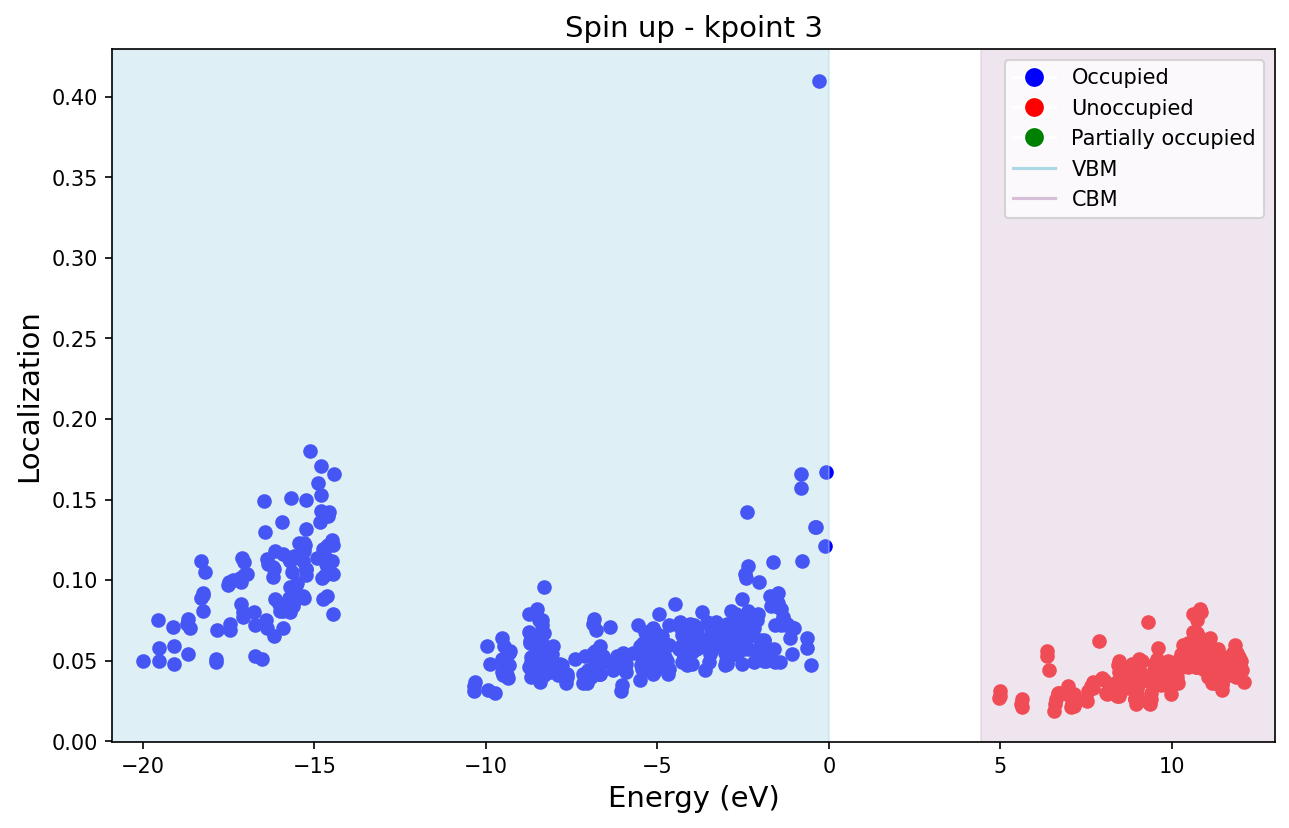 Spin up - kpoint 3
Localization
0.40
0.35
0.30
0.25
0.20
0.15
0.10
0.05
0.00
−20
−15
−10
−5
0
5
10
Energy (eV)
Occupied
Unoccupied
Partially occupied
VBM
CBM